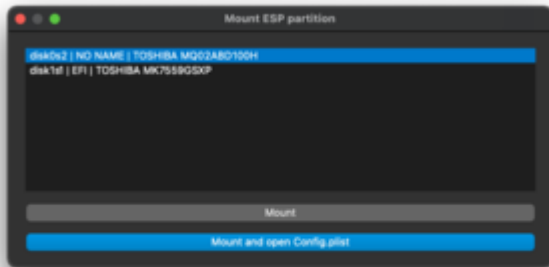 Mount ESP partition
disk0s2 | NO NAME | TOSHIBA MQ02ABD100H
disk1s1 | EFI | TOSHIBA MK7559GSXP
Mount
Mount and open Config.plist